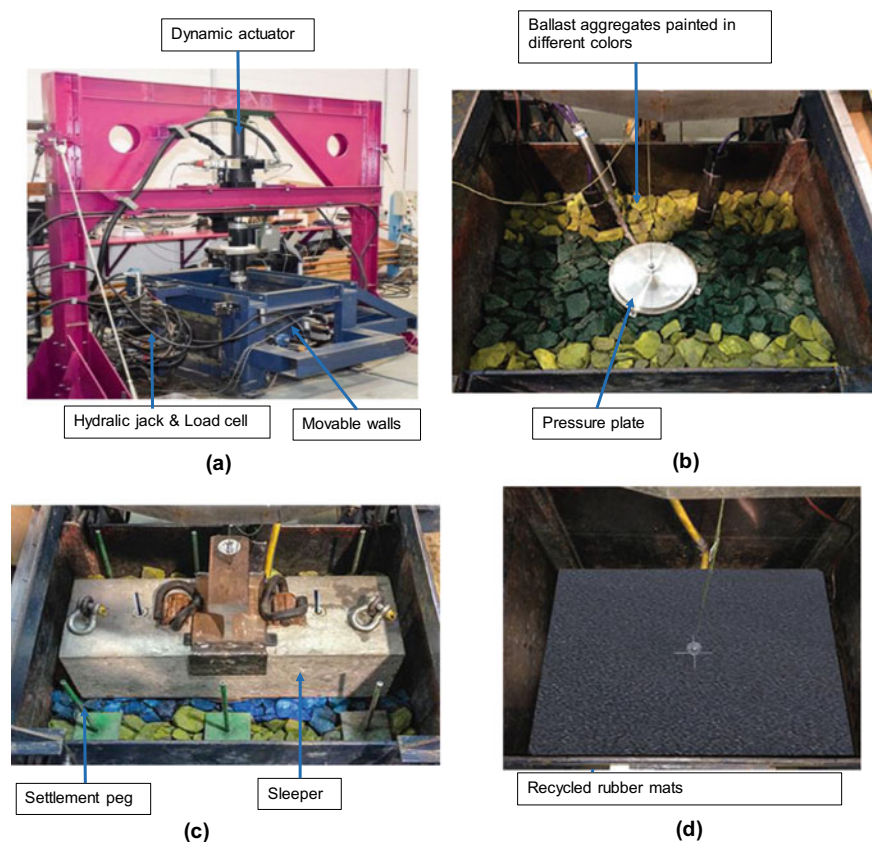 Dynamic actuator
Ballast aggregates painted in
different colors
Hydralic jack & Load cell
Movable walls
(a)
Pressure plate
(b)
Settlement peg
Sleeper
(c)
Recycled rubber mats
(d)